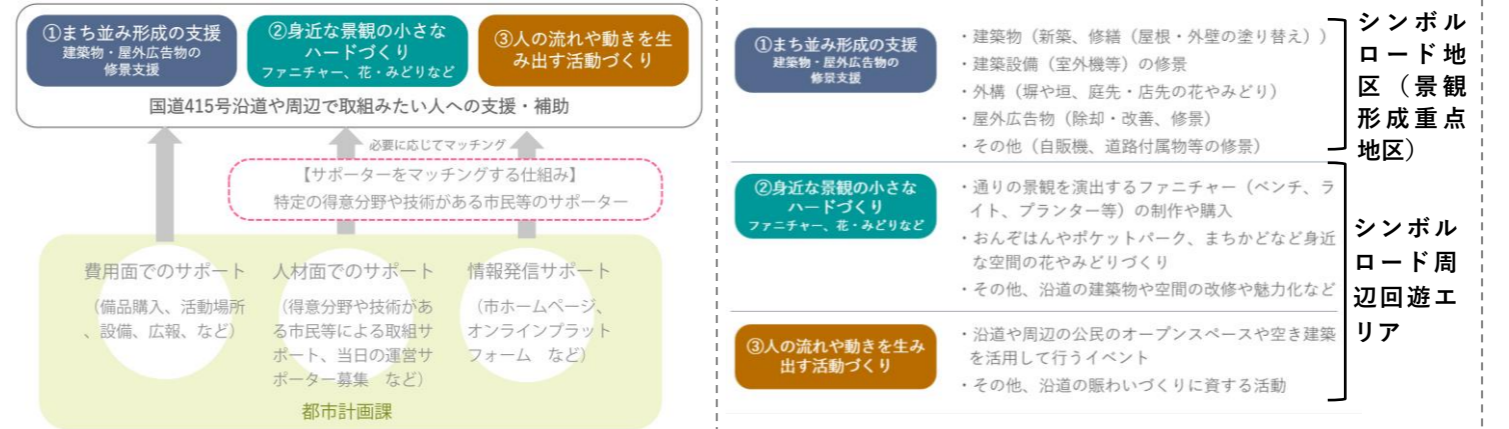 ①まち並み形成の支援
建築物・屋外広告物の
修景支援
②身近な景観の小さな
ハードづくり
ファニチャー、花・みどりなど
③人の流れや動きを生
み出す活動づくり
国道415号沿道や周辺で取組みたい人への支援・補助
必要に応じてマッチング
【サポーターをマッチングする仕組み】
特定の得意分野や技術がある市民等のサポーター
費用面でのサポート
(備品購入、活動場所
、設備、広報、など)
人材面でのサポート
(得意分野や技術があ
る市民等による取組サ
ポート、当日の運営サ
ポーター募集 など)
情報発信サポート
(市ホームページ、
オンラインプラット
フォーム など)
都市計画課
①まち並み形成の支援
建築物・屋外広告物の
修景支援
・建築物(新築、修繕(屋根・外壁の塗り替え))
・建築設備(室外機等)の修景
・外構(塀や垣、庭先・店先の花やみどり)
・屋外広告物(除却・改善、修景)
・その他(自販機、道路付属物等の修景)
シンボル
ロード地
区(景観
形成重点
地区)
②身近な景観の小さな
ハードづくり
ファニチャー、花・みどりなど
・通りの景観を演出するファニチャー(ベンチ、ラ
イト、プランター等)の制作や購入
・おんぞはんやポケットパーク、まちかどなど身近
な空間の花やみどりづくり
・その他、沿道の建築物や空間の改修や魅力化など
③人の流れや動きを生み
出す活動づくり
・沿道や周辺の公民のオープンスペースや空き建築
を活用して行うイベント
・その他、沿道の賑わいづくりに資する活動
シンボル
ロード周
辺回遊エ
リア